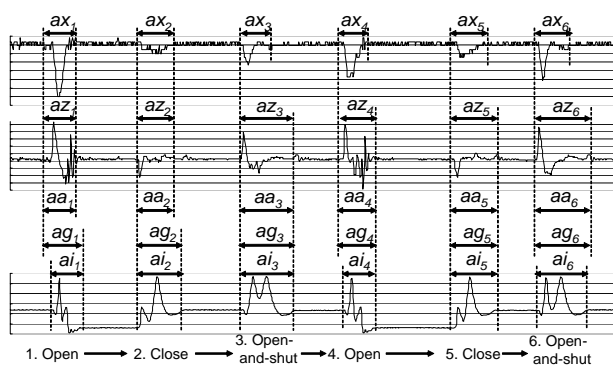 ax1 ax2 ax3 ax4 ax5 ax6
az1 az2 az3 az4 az5 az6
aa1 aa2 aa3 aa4 aa5 aa6
ag1 ag2 ag3 ag4 ag5 ag6
ai1 ai2 ai3 ai4 ai5 ai6
1. Open 2. Close 3. Open-and-shut 4. Open 5. Close 6. Open-and-shut